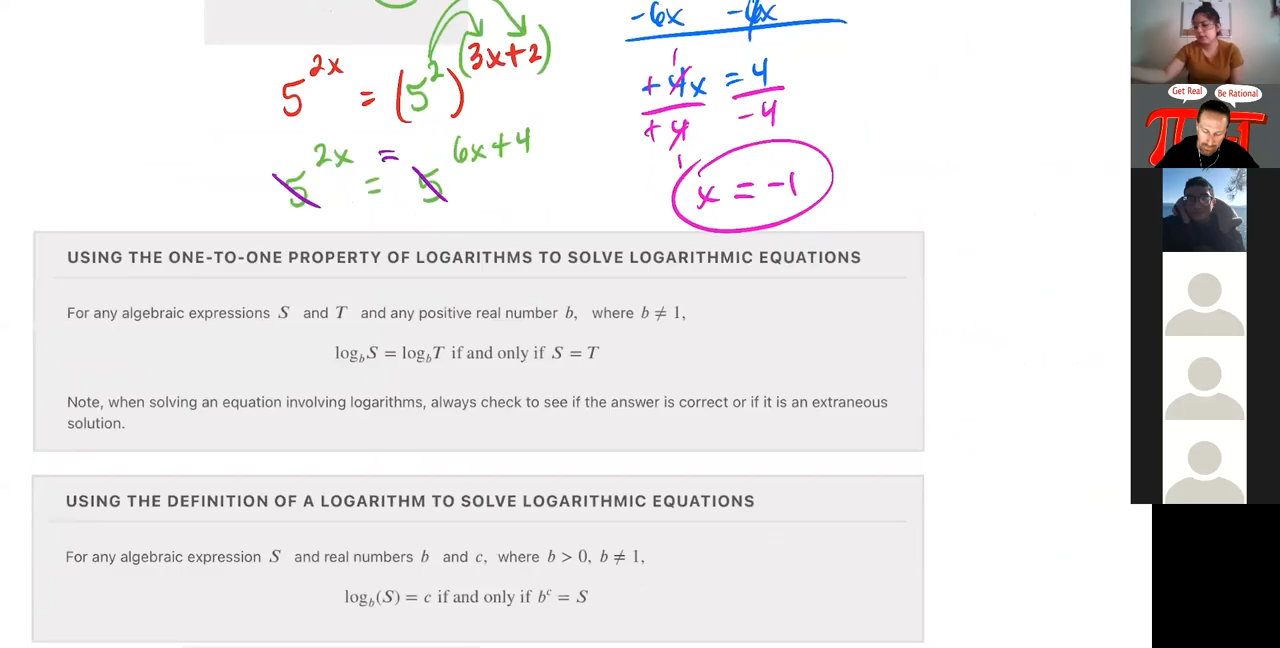 -6x -6x
5^2x = (5^2)^(3x+2)
+4x = 4
+4 -4
5^2x = 5^6x+4
=
x = -1
USING THE ONE-TO-ONE PROPERTY OF LOGARITHMS TO SOLVE LOGARITHMIC EQUATIONS
For any algebraic expressions S and T and any positive real number b, where b ≠ 1,
log_b S = log_b T if and only if S = T
Note, when solving an equation involving logarithms, always check to see if the answer is correct or if it is an extraneous
solution.
USING THE DEFINITION OF A LOGARITHM TO SOLVE LOGARITHMIC EQUATIONS
For any algebraic expression S and real numbers b and c, where b > 0, b ≠ 1,
log_b(S) = c if and only if b^c = S
Get Real
Be Rational